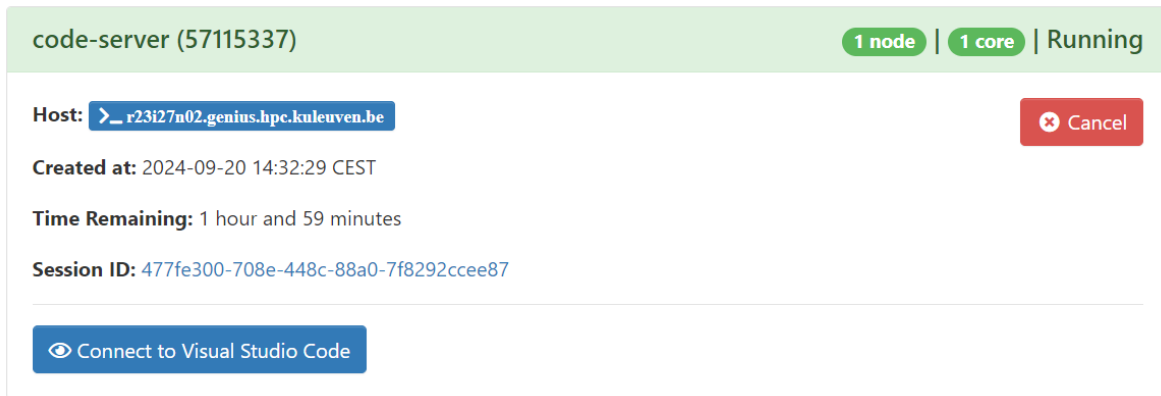 code-server (57115337) 1 node | 1 core | Running
Host: >_ r23i27n02.genius.hpc.kuleuven.be
Cancel
Created at: 2024-09-20 14:32:29 CEST
Time Remaining: 1 hour and 59 minutes
Session ID: 477fe300-708e-448c-88a0-7f8292ccee87
Connect to Visual Studio Code